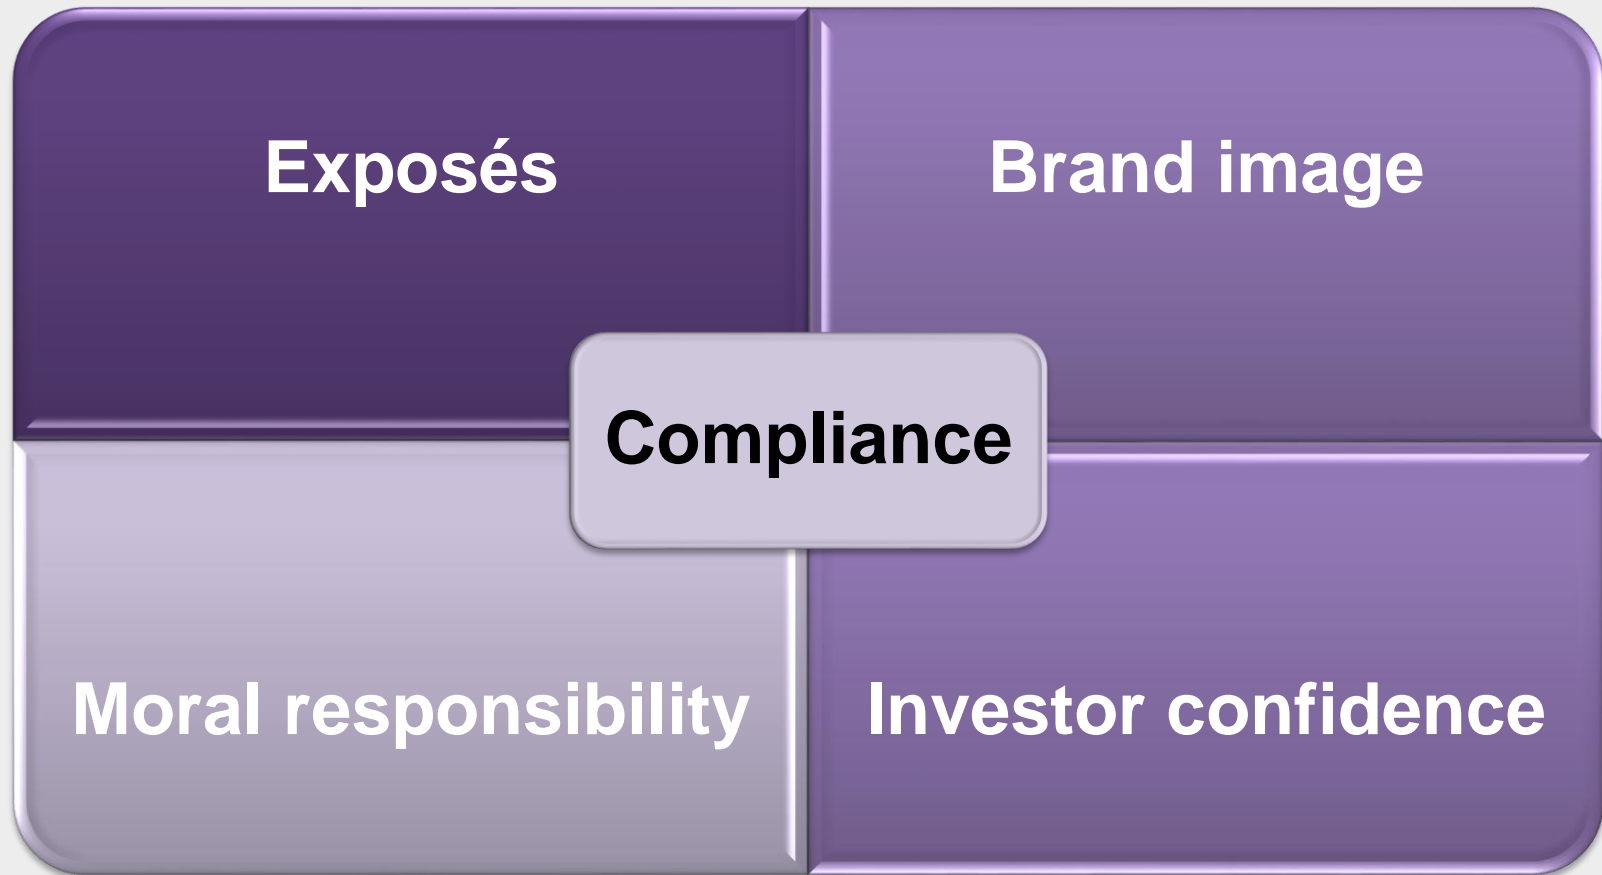 Exposés
Brand image
Compliance
Moral responsibility
Investor confidence